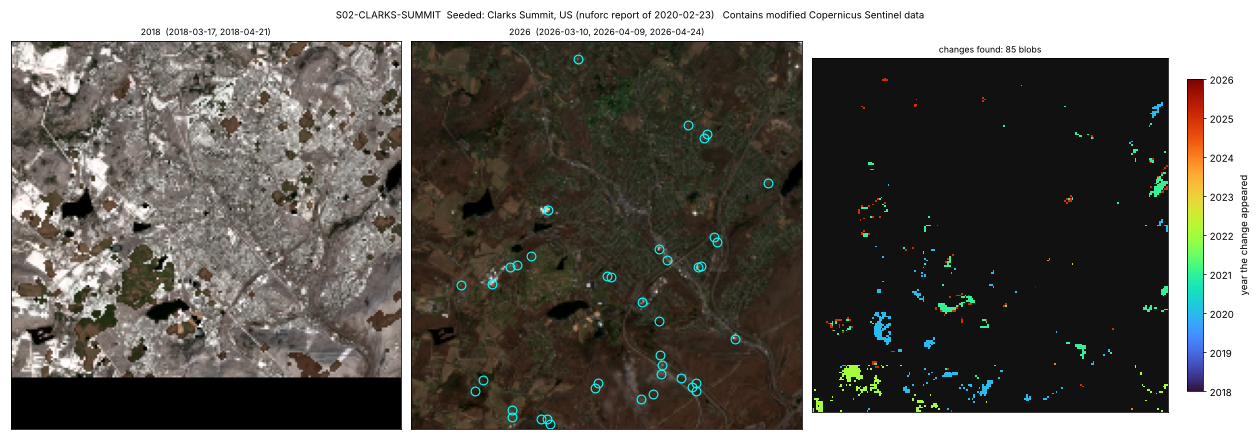 S02-CLARKS-SUMMIT  Seeded: Clarks Summit, US (nuforc report of 2020-02-23)   Contains modified Copernicus Sentinel data
2018  (2018-03-17, 2018-04-21)
2026  (2026-03-10, 2026-04-09, 2026-04-24)
changes found: 85 blobs
2026
2025
2024
2023
2022
2021
2020
2019
2018
year the change appeared